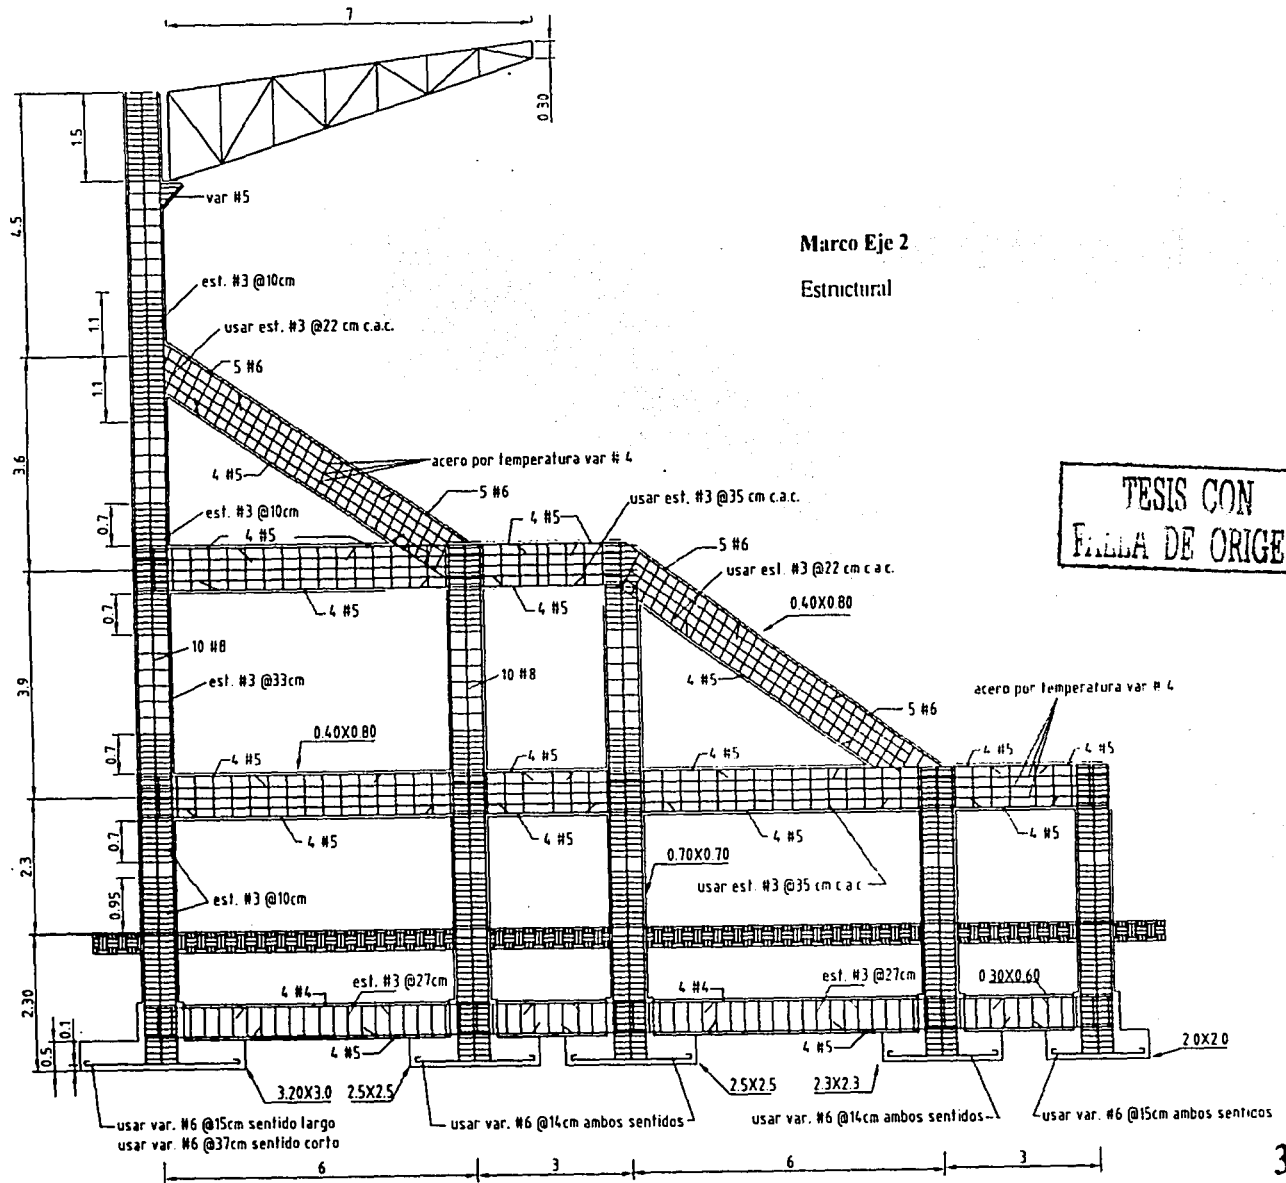 7
0.30
1.5
var #5
4.5
Marco Eje 2
Estructural
est. #3 @10cm
1.1
usar est. #3 @22 cm c.a.c.
5 #6
1.1
TESIS CON
FALLA DE ORIGE
3.6
acero por temperatura var # 4
4 #5
5 #6
usar est. #3 @35 cm c.a.c.
0.7
est. #3 @10cm
4 #5
4 #5
5 #6
usar est. #3 @22 cm c a c.
0.40X0.80
4 #5
4 #5
0.7
10 #8
10 #8
est. #3 @33cm
4 #5
acero por temperatura var # 4
3.9
5 #6
0.40X0.80
0.7
4 #5
4 #5
4 #5
4 #5
4 #5
4 #5
4 #5
4 #5
4 #5
0.7
0.70X0.70
2.3
usar est. #3 @35 cm c a c
0.95
est. #3 @10cm
est. #3 @27cm
est #3 @27cm
4 #4
4 #4
0.30X0.60
2.30
0.1
0.5
4 #5
4 #5
2.0X2.0
3.20X3.0
2.5X2.5
2.5X2.5
2.3X2.3
usar var. #6 @15cm sentido largo
usar var. #6 @37cm sentido corto
usar var. #6 @14cm ambos sentidos
usar var. #6 @14cm ambos sentidos
usar var. #6 @15cm ambos sentidos
6
3
6
3
3